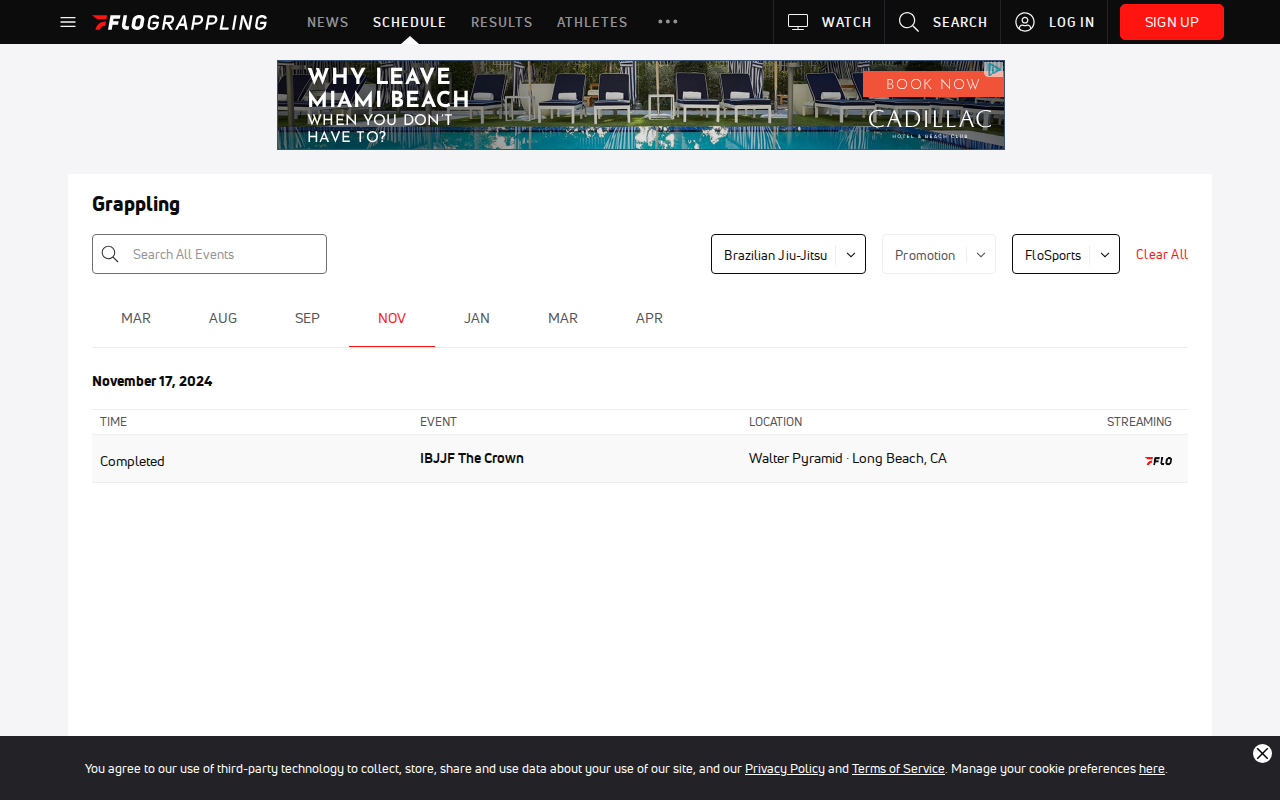 FLOGRAPPLING NEWS SCHEDULE RESULTS ATHLETES WATCH SEARCH LOG IN SIGN UP
WHY LEAVE
MIAMI BEACH
WHEN YOU DON'T
HAVE TO?
BOOK NOW
CADILLAC
HOTEL & BEACH CLUB
Grappling
Search All Events Brazilian Jiu-Jitsu Promotion FloSports Clear All
MAR AUG SEP NOV JAN MAR APR
November 17, 2024
TIME EVENT LOCATION STREAMING
Completed IBJJF The Crown Walter Pyramid · Long Beach, CA FLO
You agree to our use of third-party technology to collect, store, share and use data about your use of our site, and our Privacy Policy and Terms of Service. Manage your cookie preferences here.